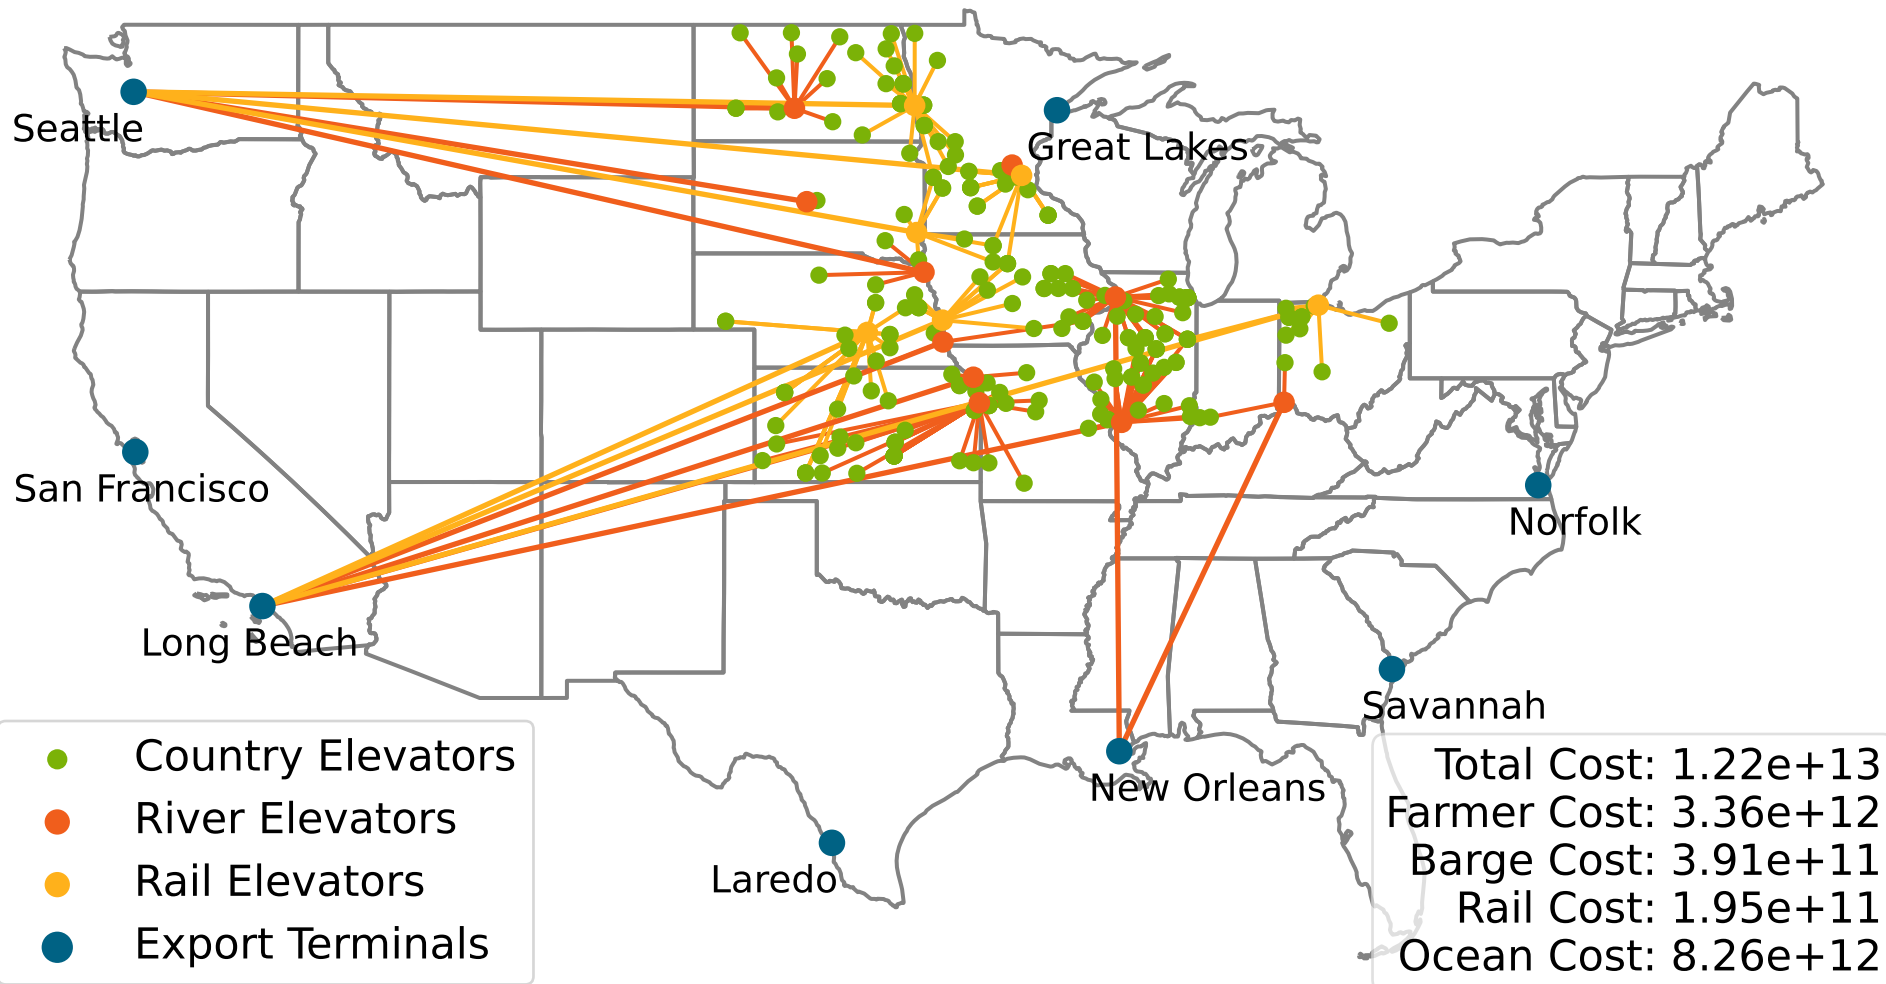 Seattle
Great Lakes
San Francisco
Norfolk
Long Beach
Savannah
New Orleans
Laredo
Country Elevators
River Elevators
Rail Elevators
Export Terminals
Total Cost: 1.22e+13
Farmer Cost: 3.36e+12
Barge Cost: 3.91e+11
Rail Cost: 1.95e+11
Ocean Cost: 8.26e+12